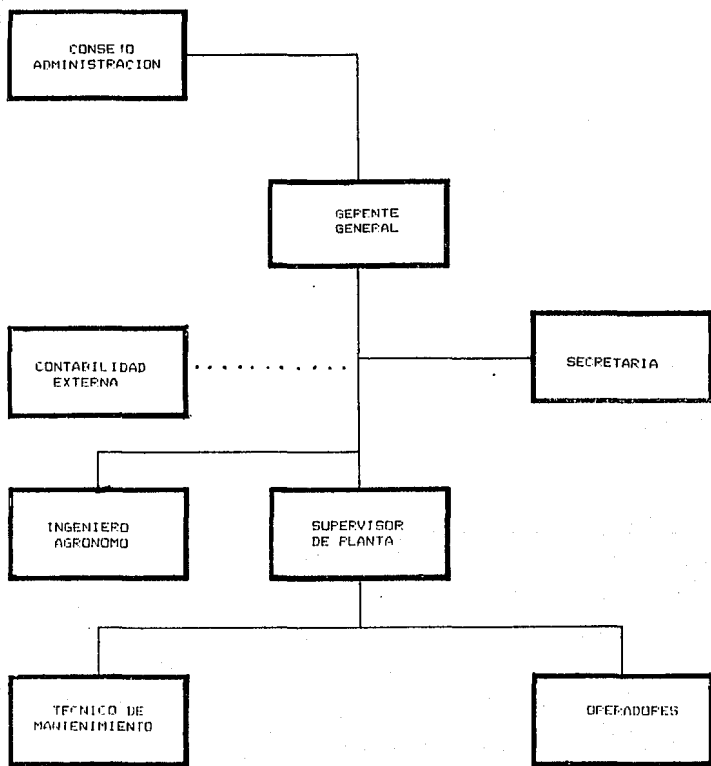 CONSEJO
ADMINISTRACION
GERENTE
GENERAL
CONTABILIDAD
EXTERNA
SECRETARIA
INGENIERO
AGRONOMO
SUPERVISOR
DE PLANTA
TECNICO DE
MANTENIMIENTO
OPERADORES